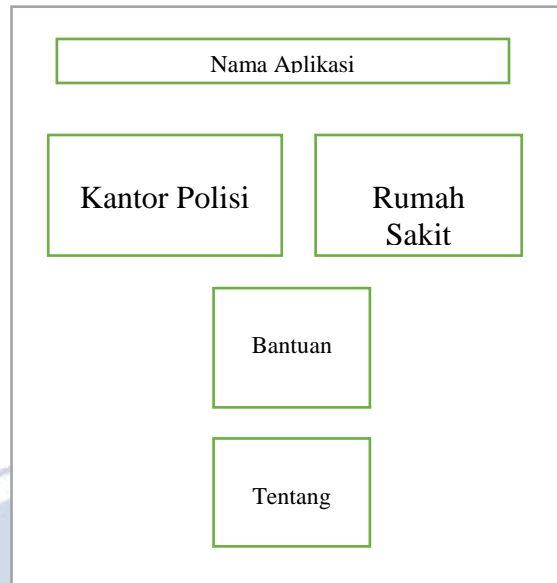 Nama Aplikasi
Kantor Polisi
Rumah
Sakit
Bantuan
Tentang